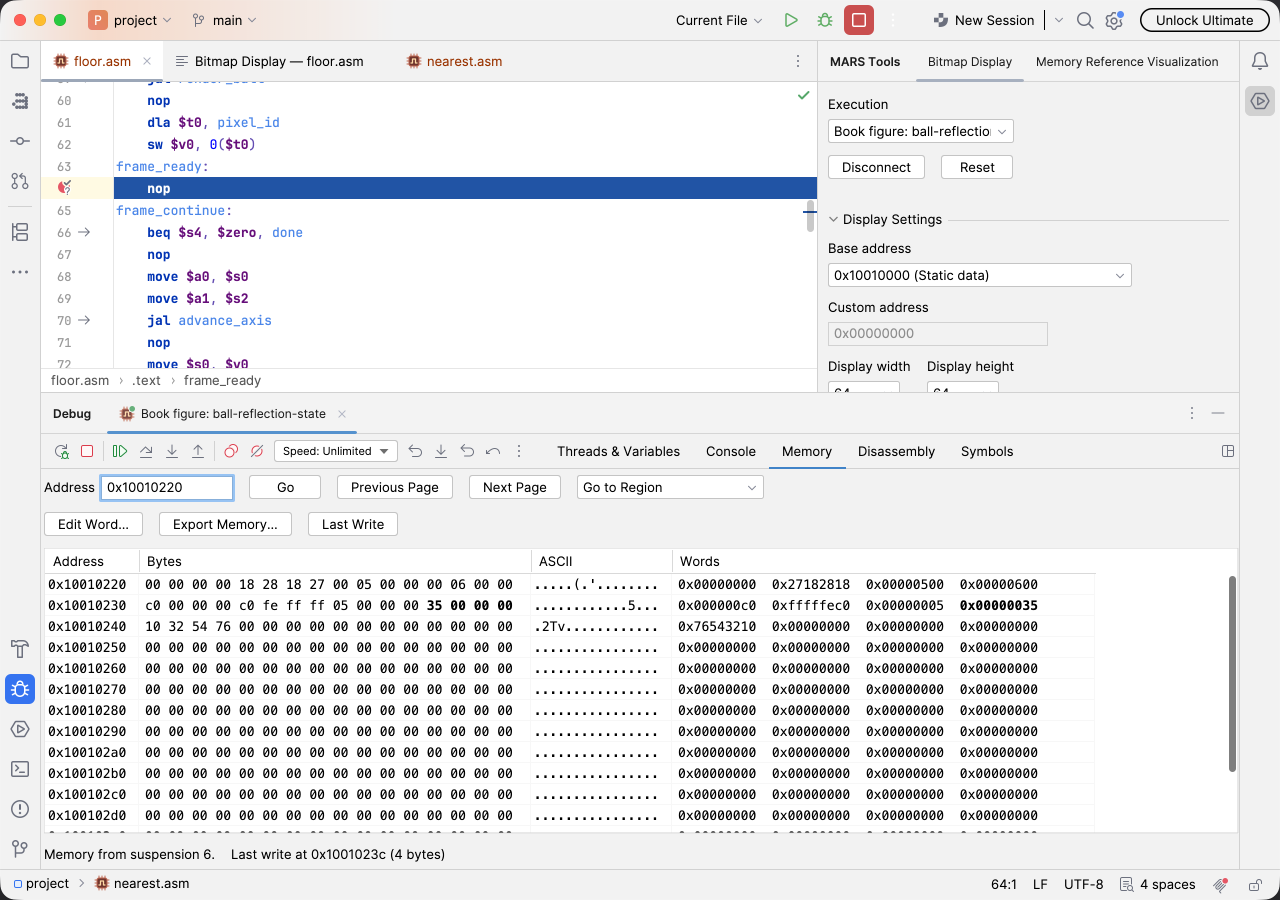 P project main Current File New Session Unlock Ultimate
floor.asm Bitmap Display — floor.asm nearest.asm
MARS Tools Bitmap Display Memory Reference Visualization
60 nop
61 dla $t0, pixel_id
62 sw $v0, 0($t0)
63 frame_ready:
nop
65 frame_continue:
66 beq $s4, $zero, done
67 nop
68 move $a0, $s0
69 move $a1, $s2
70 jal advance_axis
71 nop
72 move $s0, $v0
floor.asm › .text › frame_ready
Execution
Book figure: ball-reflectio
Disconnect Reset
Display Settings
Base address
0x10010000 (Static data)
Custom address
0x00000000
Display width Display height
64 64
Debug Book figure: ball-reflection-state
Speed: Unlimited Threads & Variables Console Memory Disassembly Symbols
Address 0x10010220 Go Previous Page Next Page Go to Region
Edit Word... Export Memory... Last Write
Address Bytes ASCII Words
0x10010220 00 00 00 00 18 28 18 27 00 05 00 00 00 06 00 00 .....(.'........ 0x00000000 0x27182818 0x00000500 0x00000600
0x10010230 c0 00 00 00 c0 fe ff ff 05 00 00 00 35 00 00 00 ............5... 0x000000c0 0xfffffec0 0x00000005 0x00000035
0x10010240 10 32 54 76 00 00 00 00 00 00 00 00 00 00 00 00 .2Tv............ 0x76543210 0x00000000 0x00000000 0x00000000
0x10010250 00 00 00 00 00 00 00 00 00 00 00 00 00 00 00 00 ................ 0x00000000 0x00000000 0x00000000 0x00000000
0x10010260 00 00 00 00 00 00 00 00 00 00 00 00 00 00 00 00 ................ 0x00000000 0x00000000 0x00000000 0x00000000
0x10010270 00 00 00 00 00 00 00 00 00 00 00 00 00 00 00 00 ................ 0x00000000 0x00000000 0x00000000 0x00000000
0x10010280 00 00 00 00 00 00 00 00 00 00 00 00 00 00 00 00 ................ 0x00000000 0x00000000 0x00000000 0x00000000
0x10010290 00 00 00 00 00 00 00 00 00 00 00 00 00 00 00 00 ................ 0x00000000 0x00000000 0x00000000 0x00000000
0x100102a0 00 00 00 00 00 00 00 00 00 00 00 00 00 00 00 00 ................ 0x00000000 0x00000000 0x00000000 0x00000000
0x100102b0 00 00 00 00 00 00 00 00 00 00 00 00 00 00 00 00 ................ 0x00000000 0x00000000 0x00000000 0x00000000
0x100102c0 00 00 00 00 00 00 00 00 00 00 00 00 00 00 00 00 ................ 0x00000000 0x00000000 0x00000000 0x00000000
0x100102d0 00 00 00 00 00 00 00 00 00 00 00 00 00 00 00 00 ................ 0x00000000 0x00000000 0x00000000 0x00000000
Memory from suspension 6. Last write at 0x1001023c (4 bytes)
project › nearest.asm 64:1 LF UTF-8 4 spaces